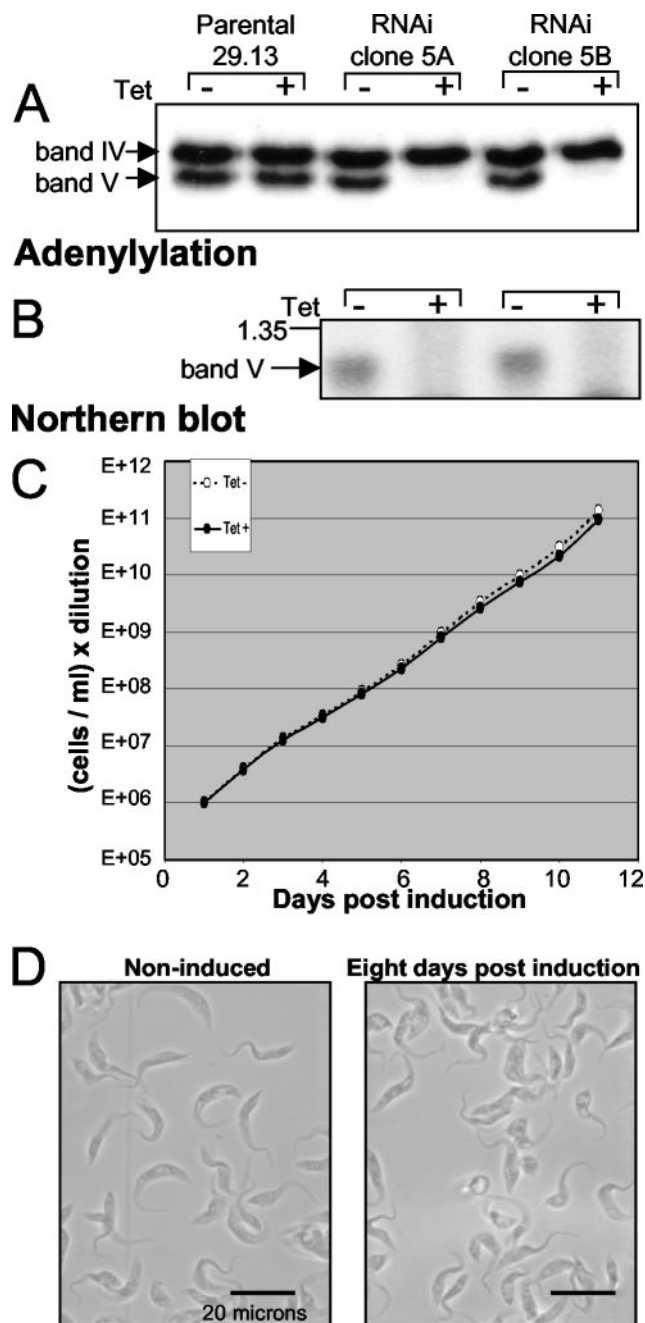 Parental 29.13
RNAi clone 5A
RNAi clone 5B
Tet - + - + - +
A
band IV
band V
Adenylylation
B
Tet - + - +
1.35
band V
Northern blot
C
E+12
E+11
E+10
E+09
E+08
E+07
E+06
E+05
Tet -
Tet +
(cells / ml) x dilution
0 2 4 6 8 10 12
Days post induction
D
Non-induced
Eight days post induction
20 microns